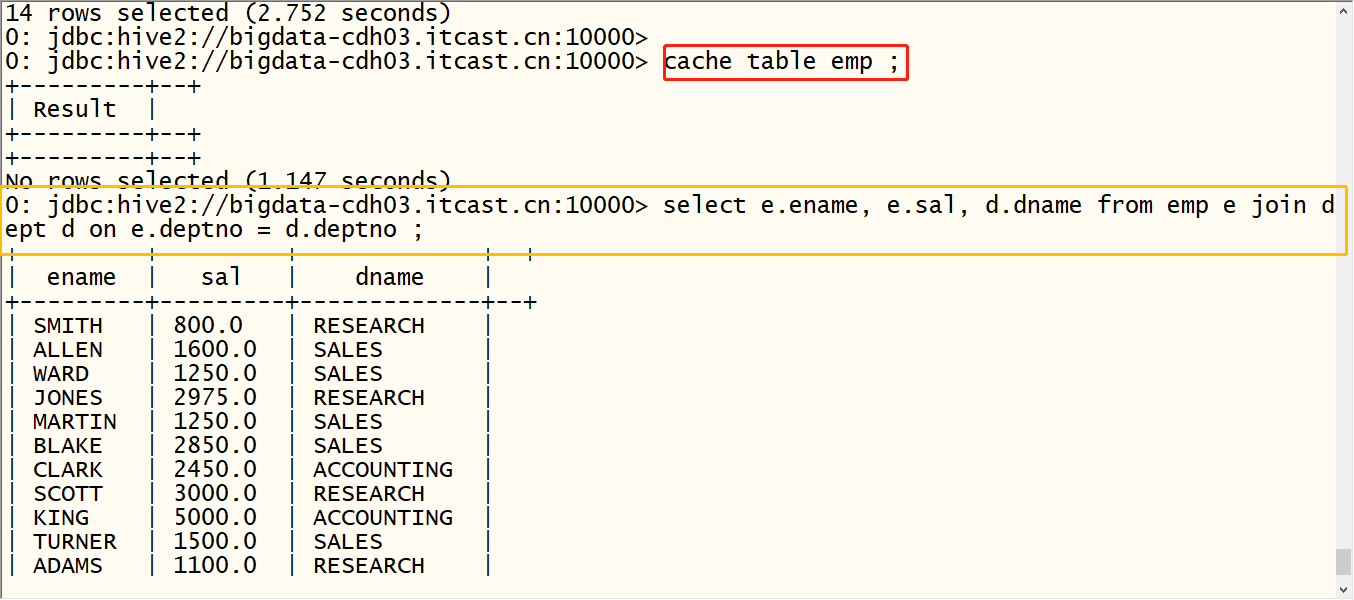 14 rows selected (2.752 seconds)
0: jdbc:hive2://bigdata-cdh03.itcast.cn:10000>
0: jdbc:hive2://bigdata-cdh03.itcast.cn:10000> cache table emp ;
+---------+--+
| Result  |
+---------+--+
+---------+--+
No rows selected (1.147 seconds)
0: jdbc:hive2://bigdata-cdh03.itcast.cn:10000> select e.ename, e.sal, d.dname from emp e join d
ept d on e.deptno = d.deptno ;
|  ename  |   sal   |    dname    |
+---------+---------+-------------+--+
| SMITH   | 800.0   | RESEARCH    |
| ALLEN   | 1600.0  | SALES       |
| WARD    | 1250.0  | SALES       |
| JONES   | 2975.0  | RESEARCH    |
| MARTIN  | 1250.0  | SALES       |
| BLAKE   | 2850.0  | SALES       |
| CLARK   | 2450.0  | ACCOUNTING  |
| SCOTT   | 3000.0  | RESEARCH    |
| KING    | 5000.0  | ACCOUNTING  |
| TURNER  | 1500.0  | SALES       |
| ADAMS   | 1100.0  | RESEARCH    |